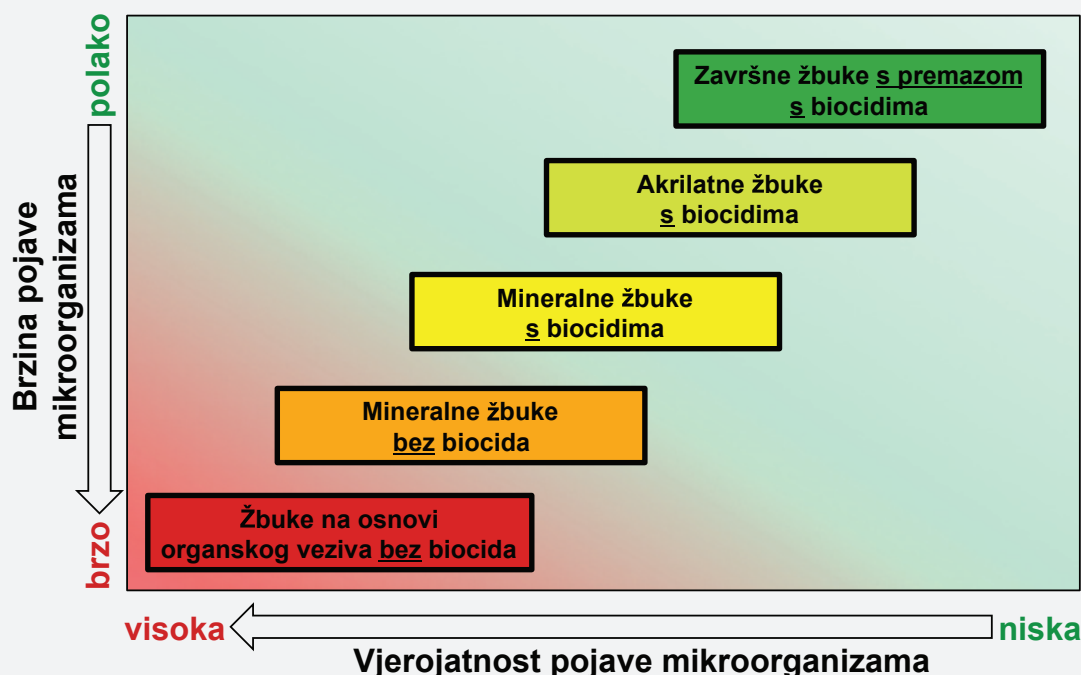 polako
Brzina pojave
mikroorganizama
brzo
Završne žbuke s premazom
s biocidima
Akrilatne žbuke
s biocidima
Mineralne žbuke
s biocidima
Mineralne žbuke
bez biocida
Žbuke na osnovi
organskog veziva bez biocida
visoka
niska
Vjerojatnost pojave mikroorganizama